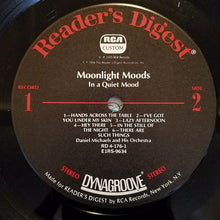 Reader's Digest
RCA
CUSTOM
Moonlight Moods
In a Quiet Mood
RECORD
1
SIDE
2
1-HANDS ACROSS THE TABLE
2-I'VE GOT
YOU UNDER MY SKIN 3-LAZY AFTERNOON
4-HEY THERE 5-IN THE STILL OF
THE NIGHT 6-THERE ARE
SUCH THINGS
Daniel Michaels and His Orchestra
RD 4-176-1
E1RS-9634
STEREO DYNAGROOVE STEREO
Made for READER'S DIGEST by RCA Records, New York, N.Y.